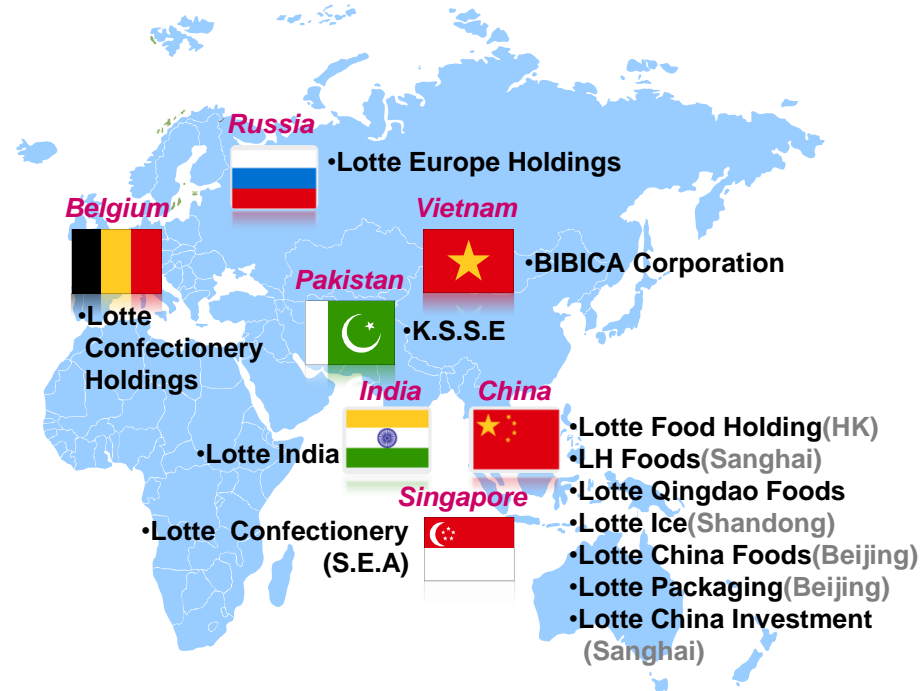 Russia
•Lotte Europe Holdings
Belgium
•Lotte
Confectionery
Holdings
Vietnam
•BIBICA Corporation
Pakistan
•K.S.S.E
India
•Lotte India
China
•Lotte Food Holding(HK)
•LH Foods(Sanghai)
•Lotte Qingdao Foods
•Lotte Ice(Shandong)
•Lotte China Foods(Beijing)
•Lotte Packaging(Beijing)
•Lotte China Investment
(Sanghai)
Singapore
•Lotte Confectionery
(S.E.A)